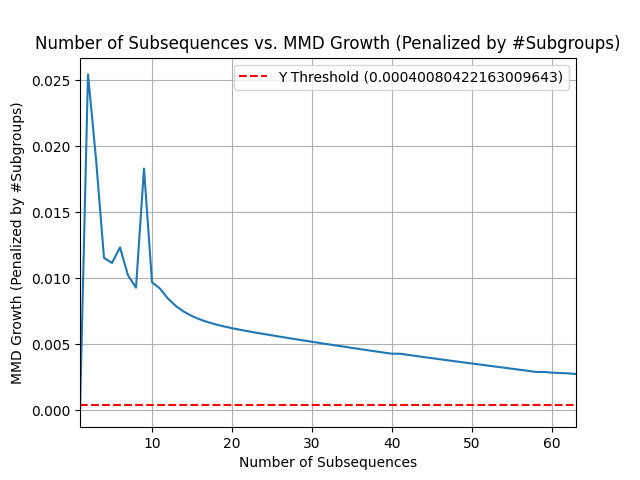 Number of Subsequences vs. MMD Growth (Penalized by #Subgroups)
Y Threshold (0.00040080422163009643)
MMD Growth (Penalized by #Subgroups)
0.025
0.020
0.015
0.010
0.005
0.000
10 20 30 40 50 60
Number of Subsequences